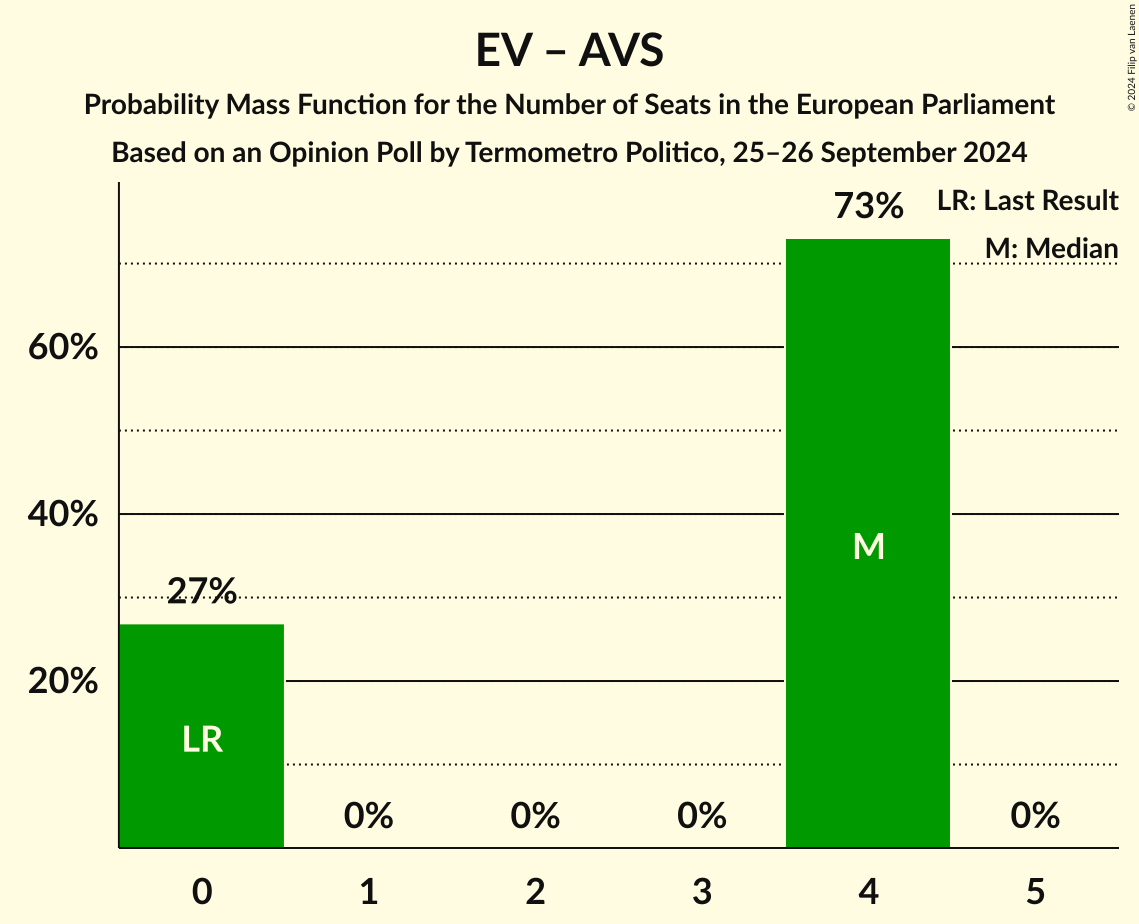 EV – AVS
Probability Mass Function for the Number of Seats in the European Parliament
Based on an Opinion Poll by Termometro Politico, 25–26 September 2024
© 2024 Filip van Laenen
LR: Last Result
M: Median
73%
60%
40%
M
27%
20%
LR
0% 0% 0% 0%
0 1 2 3 4 5